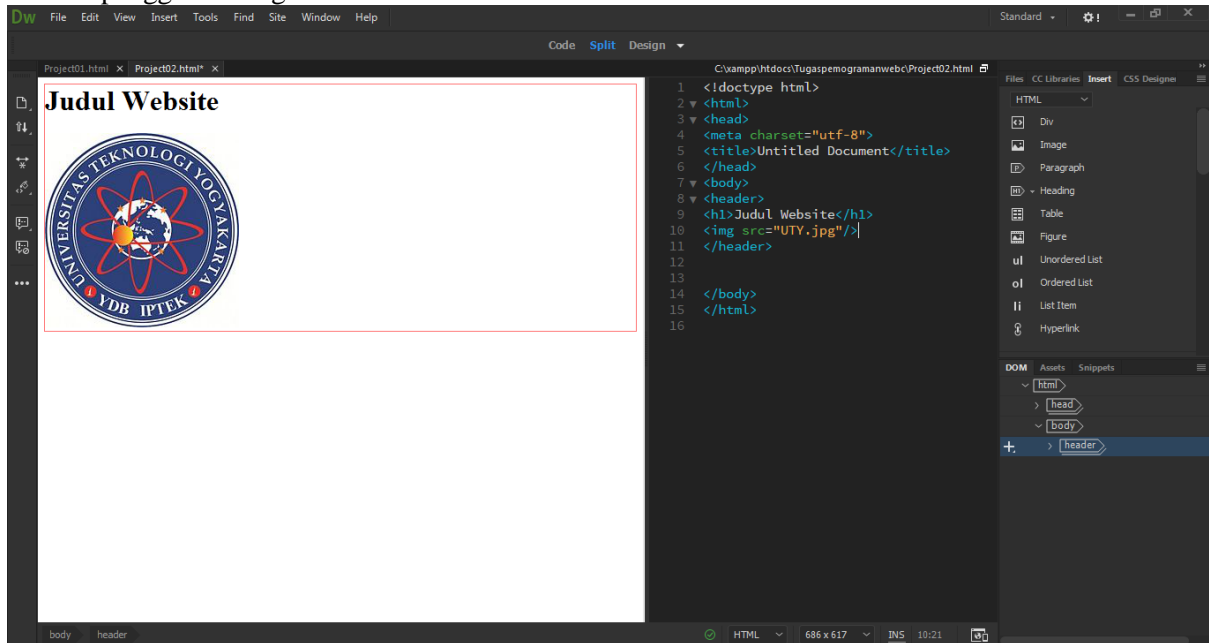 Dw File Edit View Insert Tools Find Site Window Help Standard
Code Split Design
Project01.html × Project02.html* × C:\xampp\htdocs\Tugaspemogramanwebc\Project02.html
Judul Website
UNIVERSITAS TEKNOLOGI YOGYAKARTA
YDB IPTEK
1 <!doctype html>
2 <html>
3 <head>
4 <meta charset="utf-8">
5 <title>Untitled Document</title>
6 </head>
7 <body>
8 <header>
9 <h1>Judul Website</h1>
10 <img src="UTY.jpg"/>
11 </header>
12
13
14 </body>
15 </html>
16
Files CC Libraries Insert CSS Designer
HTML
Div
Image
Paragraph
H1 Heading
Table
Figure
ul Unordered List
ol Ordered List
li List Item
Hyperlink
DOM Assets Snippets
html
head
body
header
body header HTML 686 x 617 INS 10:21